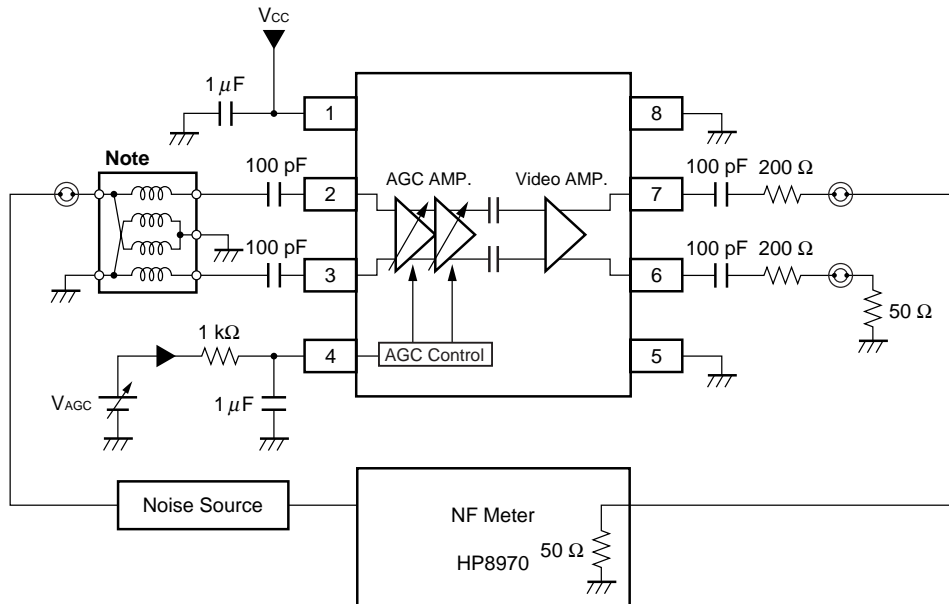 VCC
1 μF
1
8
Note
100 pF
2
AGC AMP.
Video AMP.
7
100 pF
200 Ω
100 pF
3
6
100 pF
200 Ω
50 Ω
1 kΩ
4
AGC Control
5
VAGC
1 μF
Noise Source
NF Meter
HP8970
50 Ω